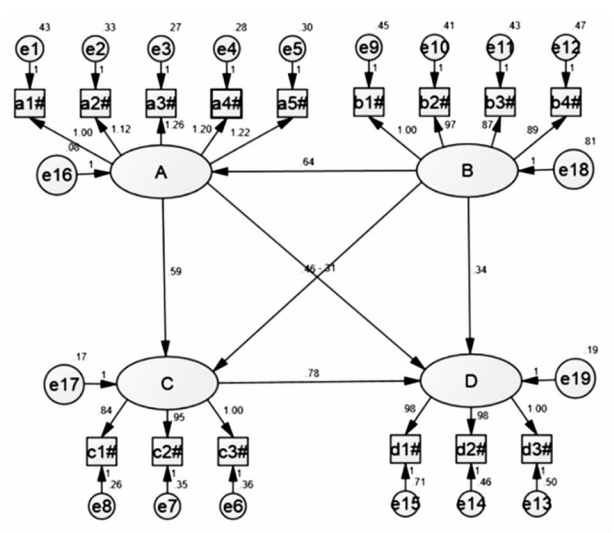 .43 .33 .27 .28 .30 .45 .41 .43 .47
e1 e2 e3 e4 e5 e9 e10 e11 e12
1 1 1 1 1 1 1 1 1
a1# a2# a3# a4# a5# b1# b2# b3# b4#
1.00 1.12 1.26 1.20 1.22 1.00 .97 .87 .89
.08 .81
e16 1 A .64 B 1 e18
.59 .46 -.31 .34
.17 .19
e17 1 C .78 D 1 e19
.84 .95 1.00 .98 .98 1.00
c1# c2# c3# d1# d2# d3#
1 1 1 1 1 1
.26 .35 .36 .71 .46 .50
e8 e7 e6 e15 e14 e13